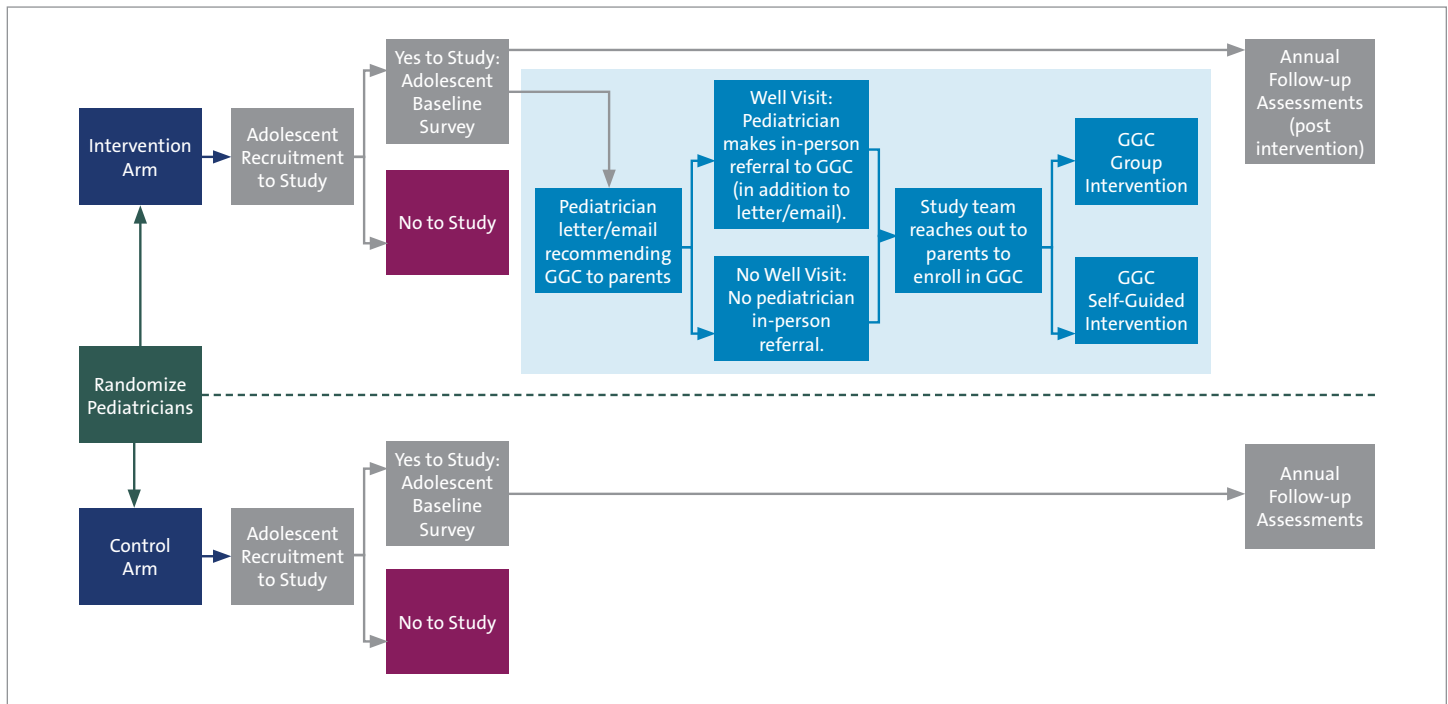 Randomize
Pediatricians
Intervention
Arm
Adolescent
Recruitment
to Study
Yes to Study:
Adolescent
Baseline
Survey
No to Study
Pediatrician
letter/email
recommending
GGC to parents
Well Visit:
Pediatrician
makes in-person
referral to GGC
(in addition to
letter/email).
No Well Visit:
No pediatrician
in-person
referral.
Study team
reaches out to
parents to
enroll in GGC
GGC
Group
Intervention
GGC
Self-Guided
Intervention
Annual
Follow-up
Assessments
(post
intervention)
Control
Arm
Adolescent
Recruitment
to Study
Yes to Study:
Adolescent
Baseline
Survey
No to Study
Annual
Follow-up
Assessments